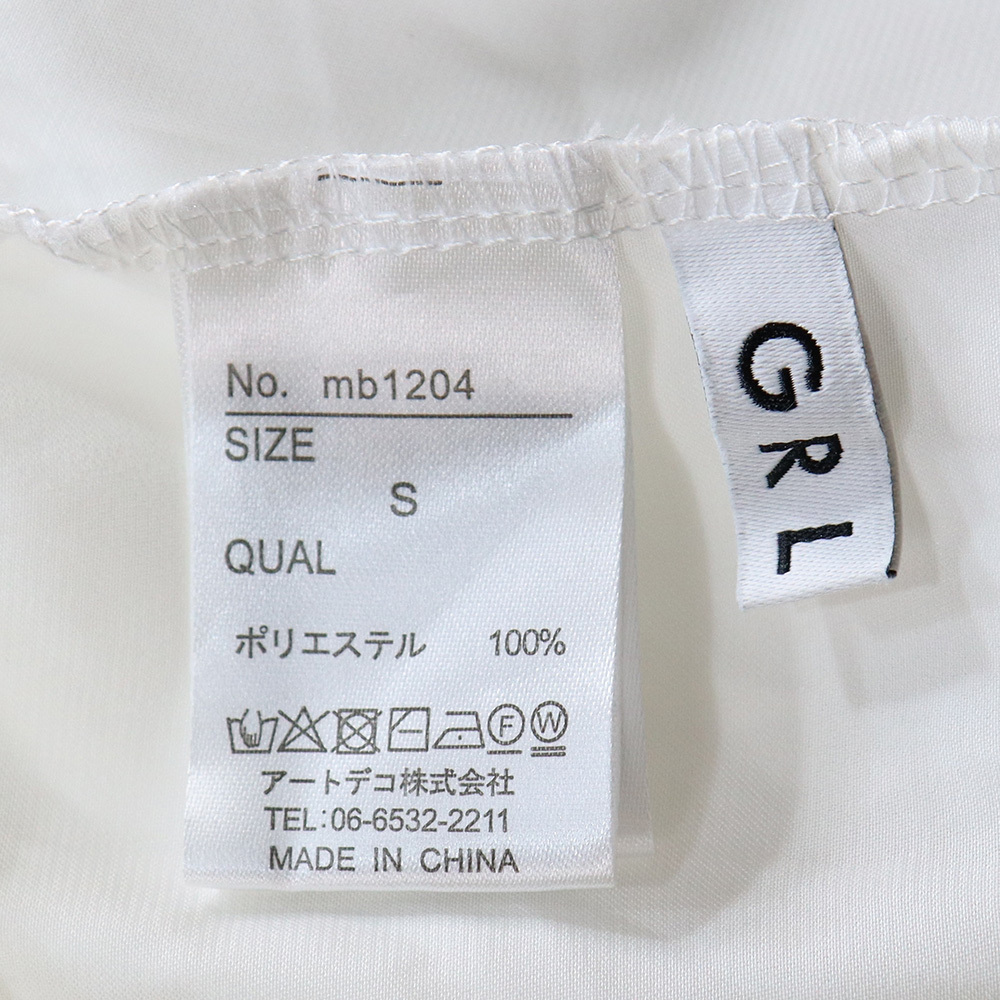 No. mb1204
SIZE
S
QUAL
ポリエステル 100%
F W
アートデコ株式会社
TEL:06-6532-2211
MADE IN CHINA
GRL